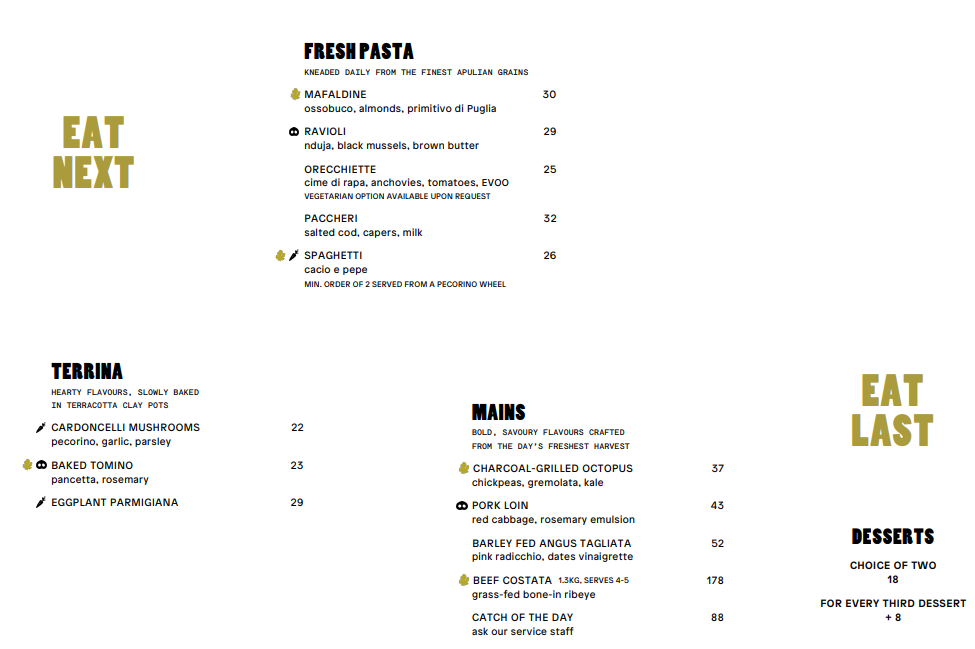 EAT
NEXT
FRESH PASTA
KNEADED DAILY FROM THE FINEST APULIAN GRAINS
MAFALDINE 30
ossobuco, almonds, primitivo di Puglia
RAVIOLI 29
nduja, black mussels, brown butter
ORECCHIETTE 25
cime di rapa, anchovies, tomatoes, EVOO
VEGETARIAN OPTION AVAILABLE UPON REQUEST
PACCHERI 32
salted cod, capers, milk
SPAGHETTI 26
cacio e pepe
MIN. ORDER OF 2 SERVED FROM A PECORINO WHEEL
TERRINA
HEARTY FLAVOURS, SLOWLY BAKED
IN TERRACOTTA CLAY POTS
CARDONCELLI MUSHROOMS 22
pecorino, garlic, parsley
BAKED TOMINO 23
pancetta, rosemary
EGGPLANT PARMIGIANA 29
MAINS
BOLD, SAVOURY FLAVOURS CRAFTED
FROM THE DAY'S FRESHEST HARVEST
CHARCOAL-GRILLED OCTOPUS 37
chickpeas, gremolata, kale
PORK LOIN 43
red cabbage, rosemary emulsion
BARLEY FED ANGUS TAGLIATA 52
pink radicchio, dates vinaigrette
BEEF COSTATA 1.3KG, SERVES 4-5 178
grass-fed bone-in ribeye
CATCH OF THE DAY 88
ask our service staff
EAT
LAST
DESSERTS
CHOICE OF TWO
18
FOR EVERY THIRD DESSERT
+ 8